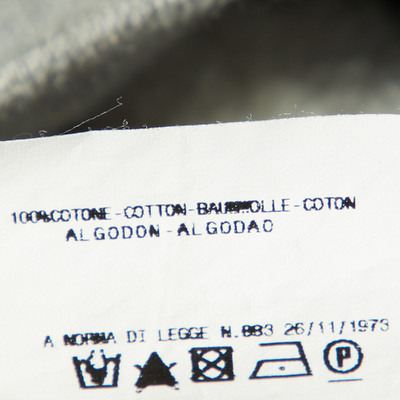 100%COTONE-COTTON-BAUMWOLLE-COTON
ALGODON-ALGODAO
A NORMA DI LEGGE N.883 26/11/1973
P